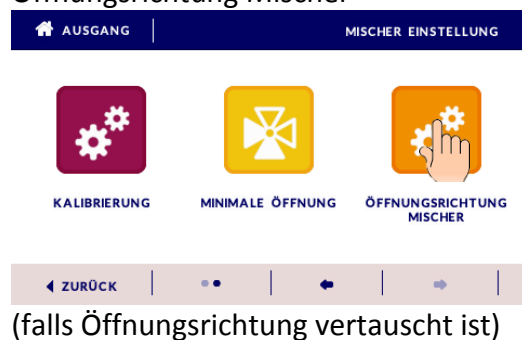 Öffnungsrichtung Mischer
AUSGANG
MISCHER EINSTELLUNG
KALIBRIERUNG
MINIMALE ÖFFNUNG
ÖFFNUNGSRICHTUNG
MISCHER
ZURÜCK
(falls Öffnungsrichtung vertauscht ist)